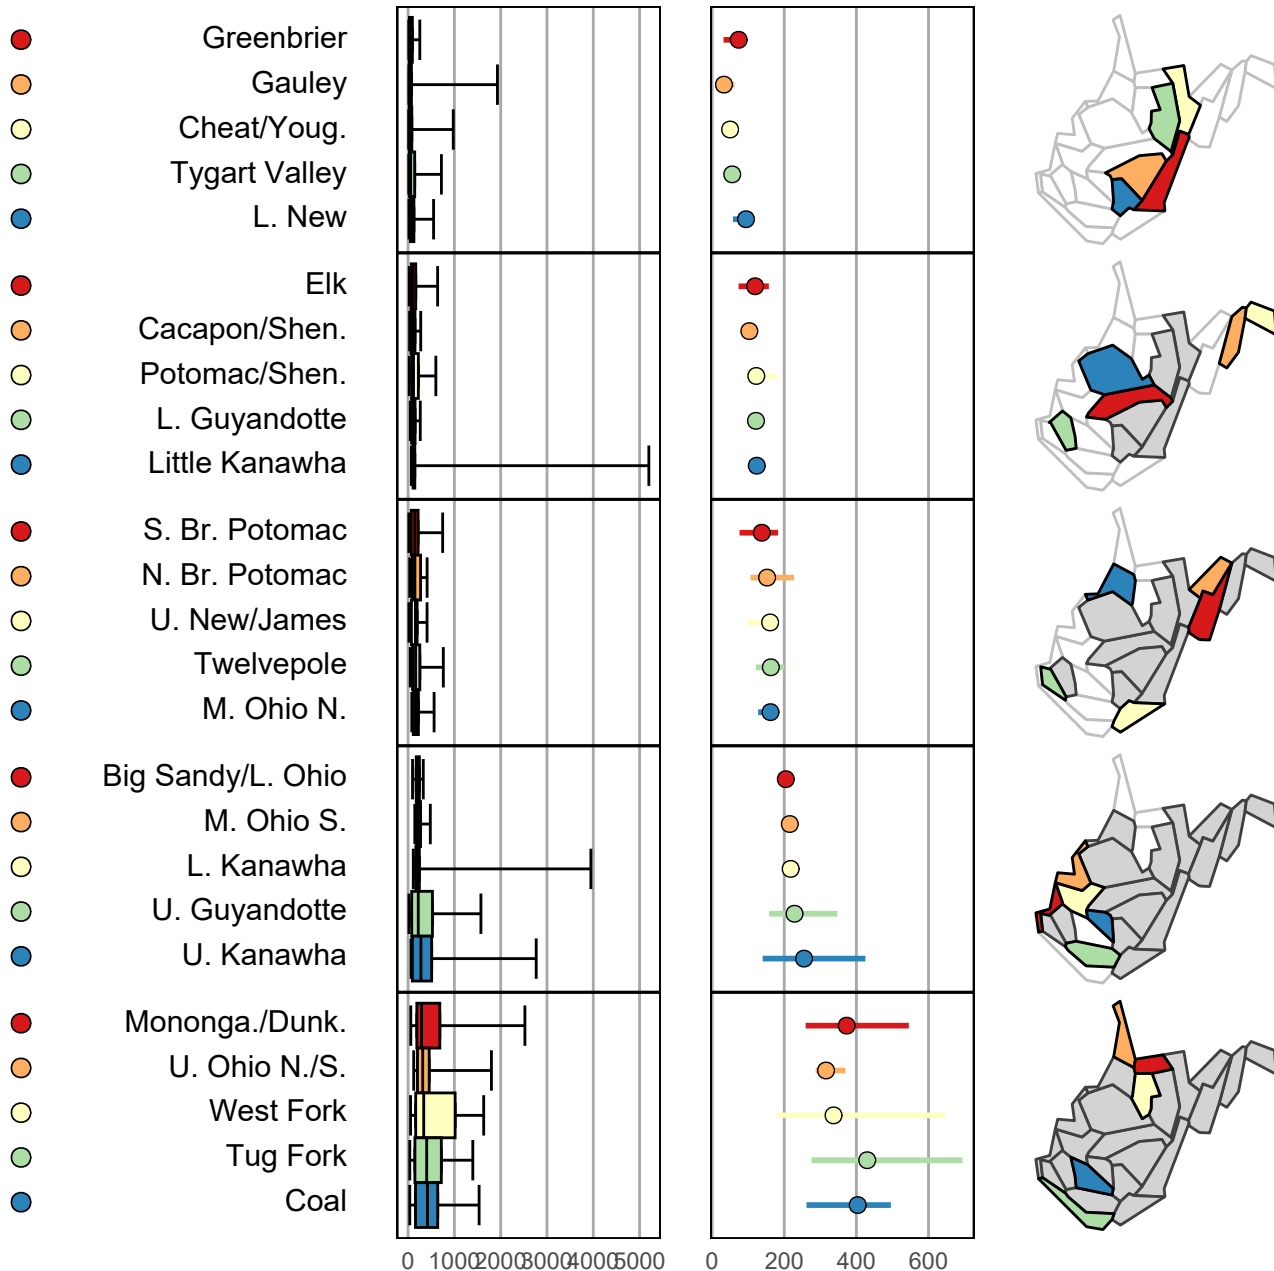 Greenbrier
Gauley
Cheat/Youg.
Tygart Valley
L. New
Elk
Cacapon/Shen.
Potomac/Shen.
L. Guyandotte
Little Kanawha
S. Br. Potomac
N. Br. Potomac
U. New/James
Twelvepole
M. Ohio N.
Big Sandy/L. Ohio
M. Ohio S.
L. Kanawha
U. Guyandotte
U. Kanawha
Mononga./Dunk.
U. Ohio N./S.
West Fork
Tug Fork
Coal
0 1000 2000 3000 4000 5000 0 200 400 600